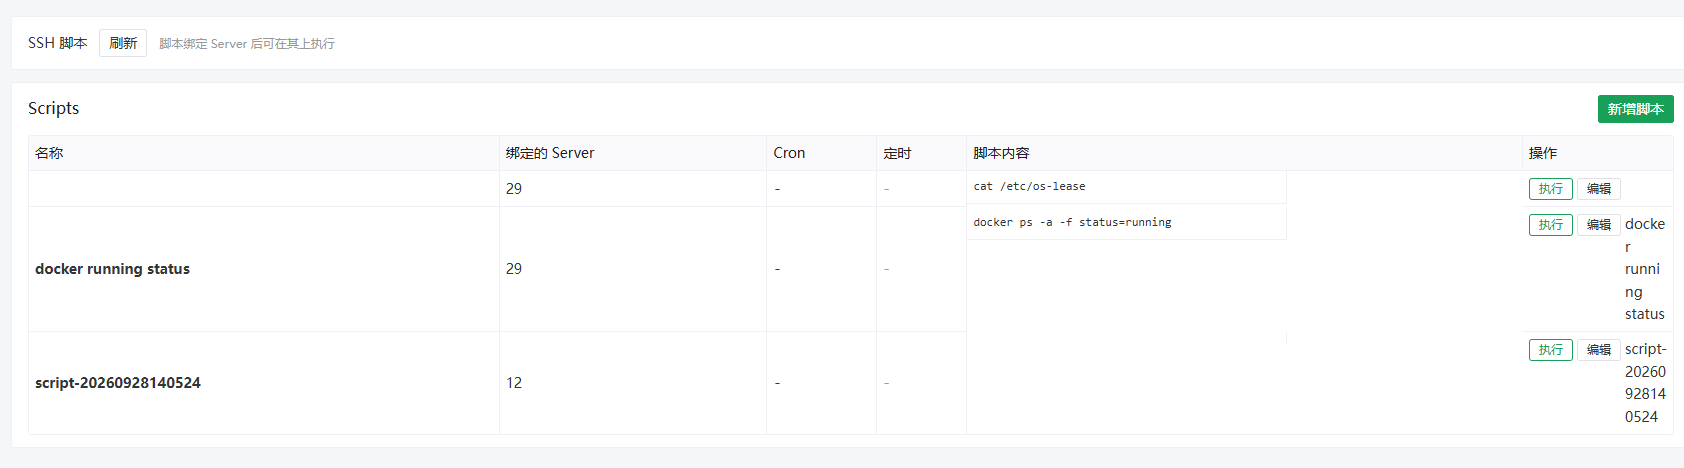 SSH 脚本 刷新 脚本绑定 Server 后可在其上执行
Scripts 新增脚本
名称 绑定的 Server Cron 定时 脚本内容 操作
29 - - cat /etc/os-lease 执行 编辑
docker running status 29 - - docker ps -a -f status=running 执行 编辑 docke
r
runni
ng
status
script-20260928140524 12 - - 执行 编辑 script-
20260
92814
0524